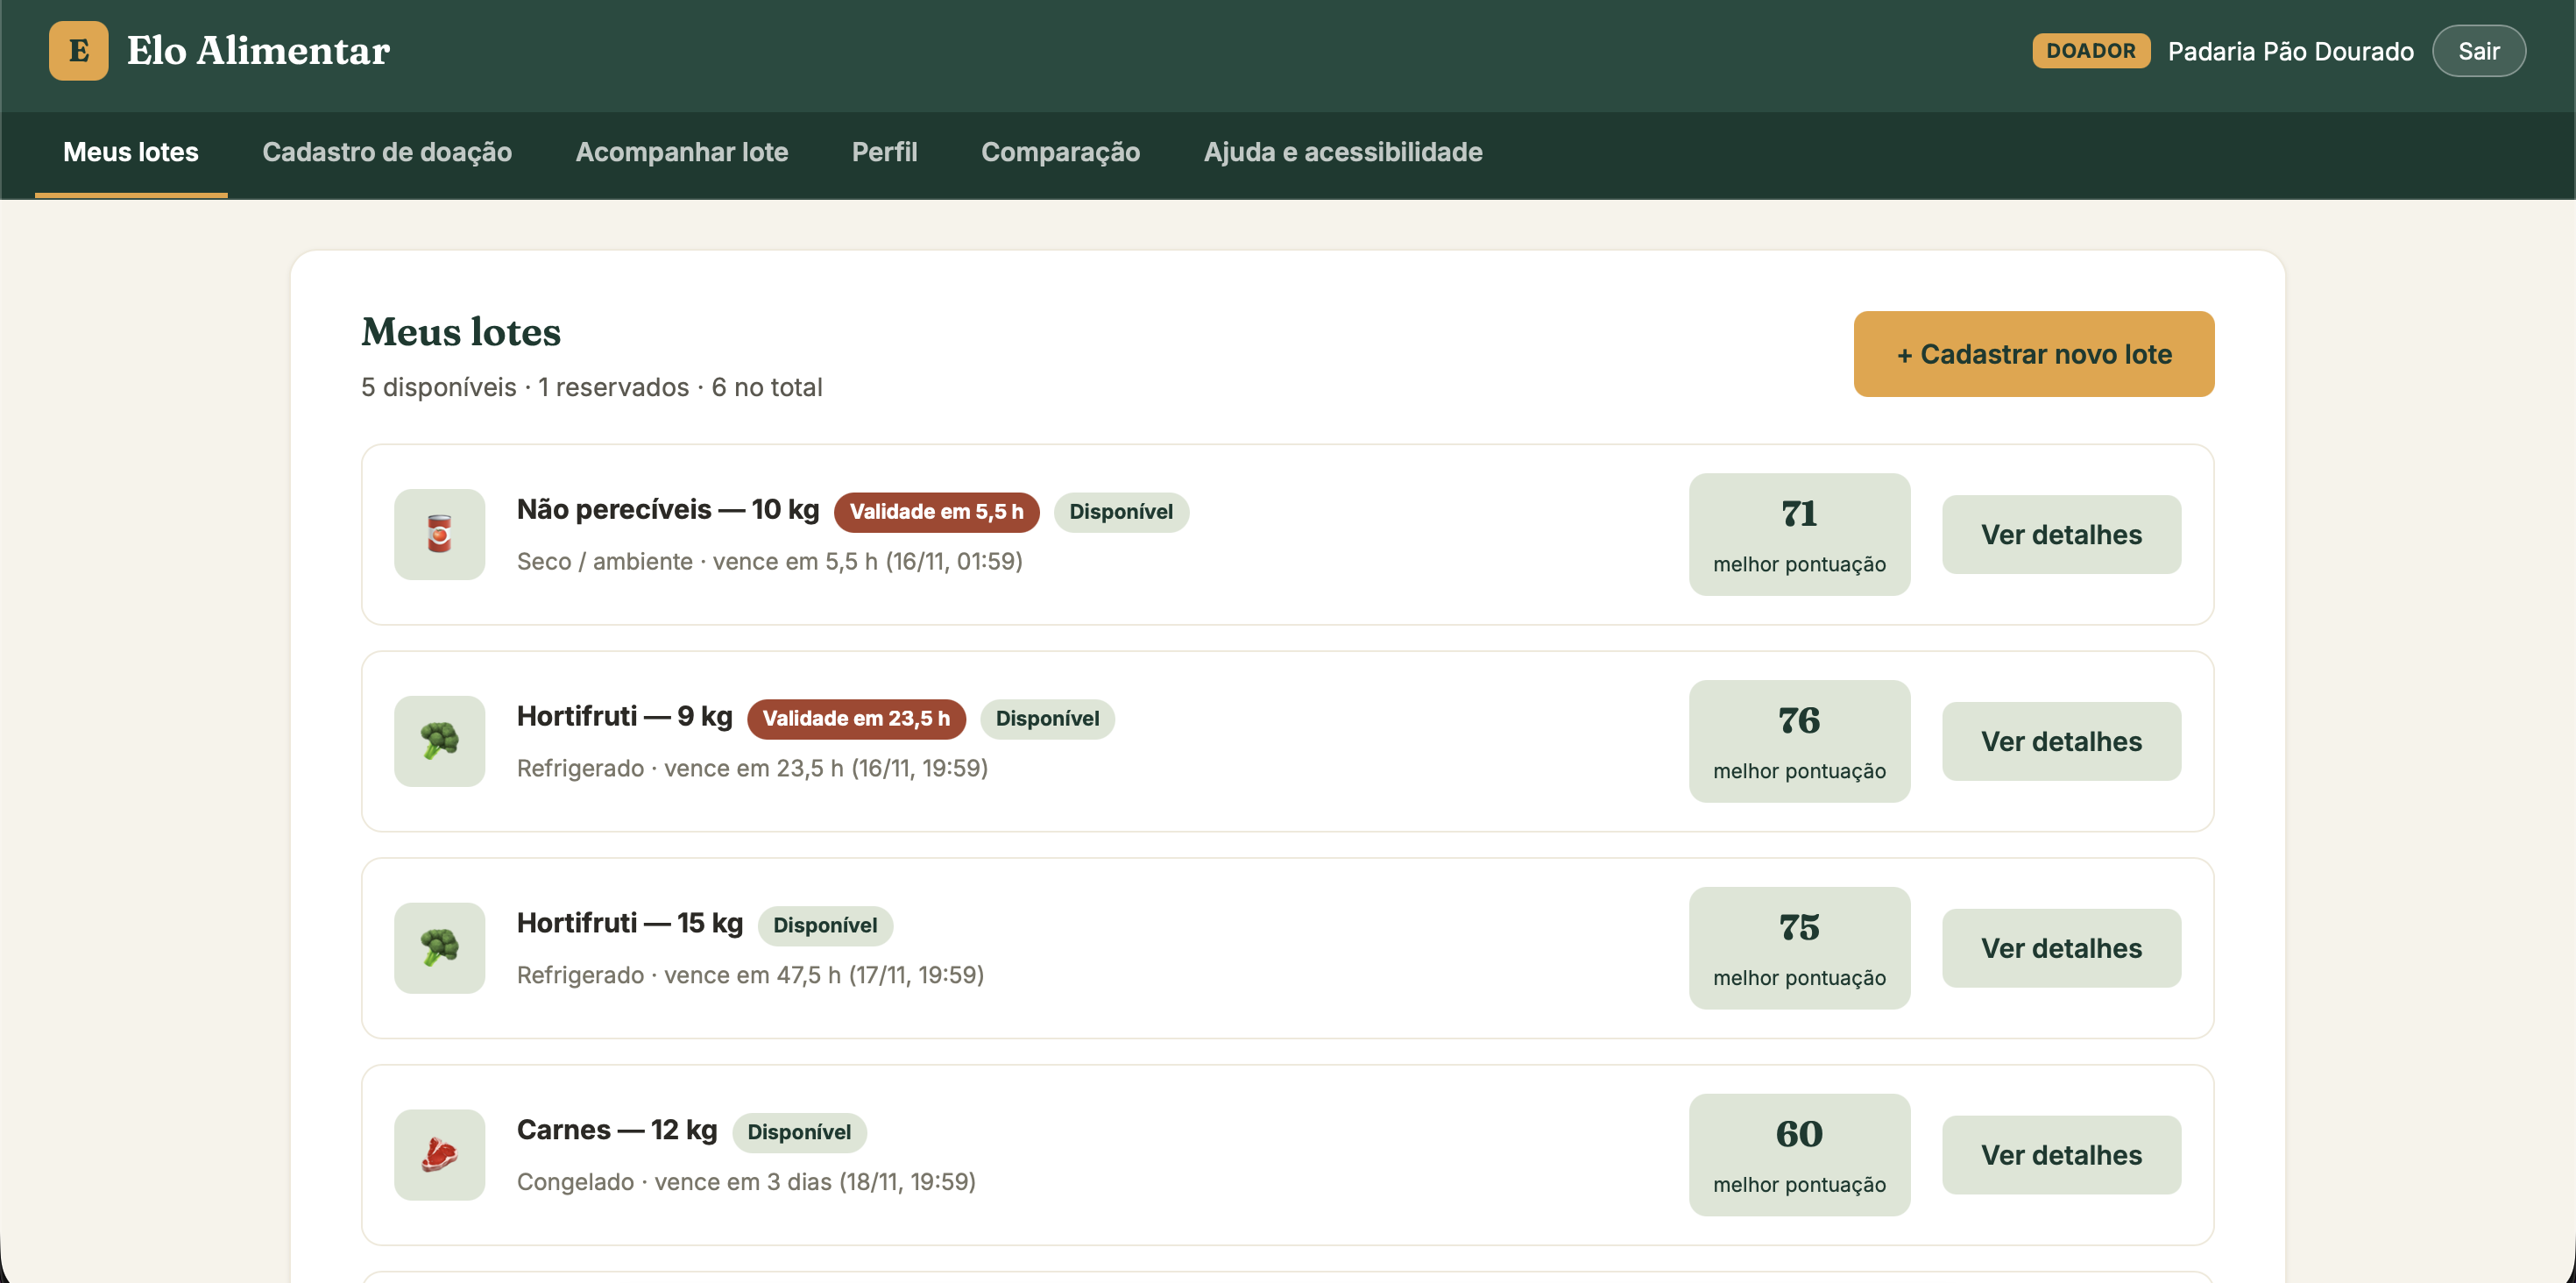 E Elo Alimentar
DOADOR Padaria Pão Dourado Sair
Meus lotes Cadastro de doação Acompanhar lote Perfil Comparação Ajuda e acessibilidade
Meus lotes
5 disponíveis · 1 reservados · 6 no total
+ Cadastrar novo lote
Não perecíveis — 10 kg Validade em 5,5 h Disponível
Seco / ambiente · vence em 5,5 h (16/11, 01:59)
71
melhor pontuação
Ver detalhes
Hortifruti — 9 kg Validade em 23,5 h Disponível
Refrigerado · vence em 23,5 h (16/11, 19:59)
76
melhor pontuação
Ver detalhes
Hortifruti — 15 kg Disponível
Refrigerado · vence em 47,5 h (17/11, 19:59)
75
melhor pontuação
Ver detalhes
Carnes — 12 kg Disponível
Congelado · vence em 3 dias (18/11, 19:59)
60
melhor pontuação
Ver detalhes